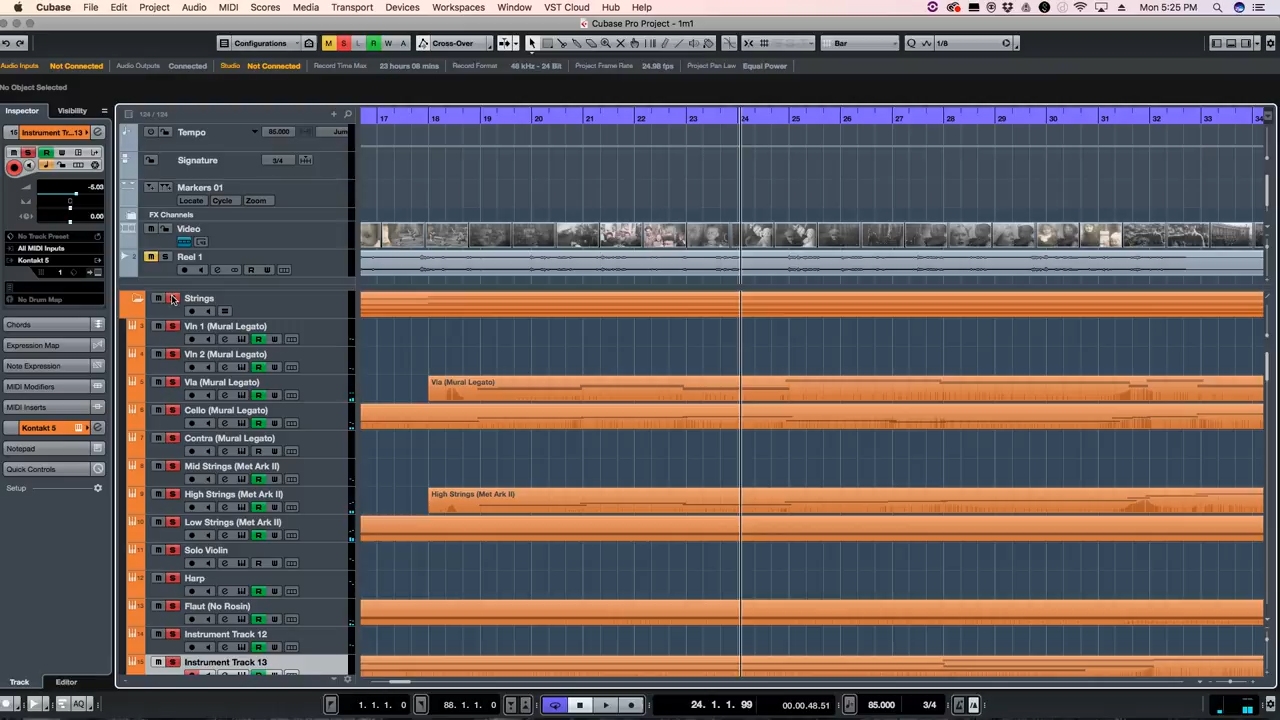 Cubase File Edit Project Audio MIDI Scores Media Transport Devices Workspaces Window VST Cloud Hub Help Mon 5:25 PM
Cubase Pro Project - 1m1
Configurations M S L R W A Cross-Over Bar 1/8
Audio Inputs Not Connected Audio Outputs Connected Studio Not Connected Record Time Max 23 hours 08 mins Record Format 48 kHz - 24 Bit Project Frame Rate 24.98 fps Project Pan Law Equal Power
No Object Selected
Inspector Visibility 124 / 124 17 18 19 20 21 22 23 24 25 26 27 28 29 30 31 32 33 34
15 Instrument Tr...13
Tempo 85.000 Jum
Signature 3/4
Markers 01
Locate Cycle Zoom
FX Channels
Video
Reel 1
-5.03
C
0.00
No Track Preset
All MIDI Inputs
Kontakt 5
1
No Drum Map
Chords
Expression Map
Note Expression
MIDI Modifiers
MIDI Inserts
Kontakt 5
Notepad
Quick Controls
Setup
Strings
Vln 1 (Mural Legato)
Vln 2 (Mural Legato)
Vla (Mural Legato) Vla (Mural Legato)
Cello (Mural Legato)
Contra (Mural Legato)
Mid Strings (Met Ark II)
High Strings (Met Ark II) High Strings (Met Ark II)
Low Strings (Met Ark II)
Solo Violin
Harp
Flaut (No Rosin)
Instrument Track 12
Instrument Track 13
Track Editor
AQ 1. 1. 1. 0 88. 1. 1. 0 24. 1. 1. 99 00.00.48.51 85.000 3/4